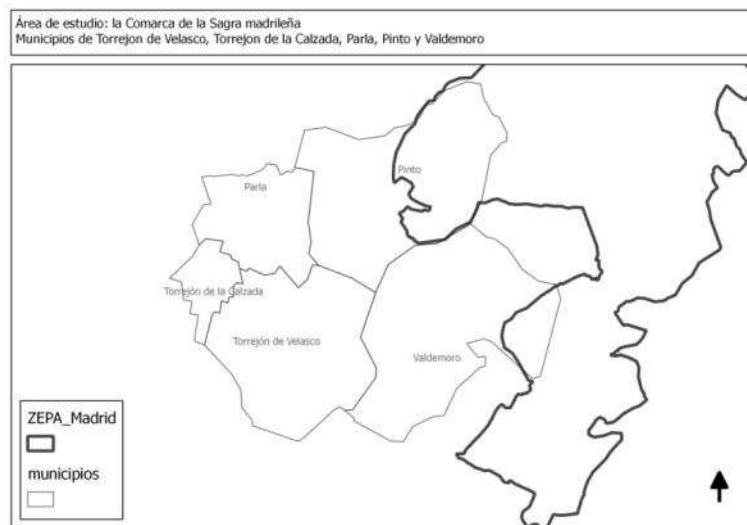 Área de estudio: la Comarca de la Sagra madrileña
Municipios de Torrejon de Velasco, Torrejon de la Calzada, Parla, Pinto y Valdemoro
Pinto
Parla
Torrejón de la Calzada
Torrejón de Velasco
Valdemoro
ZEPA_Madrid
municipios